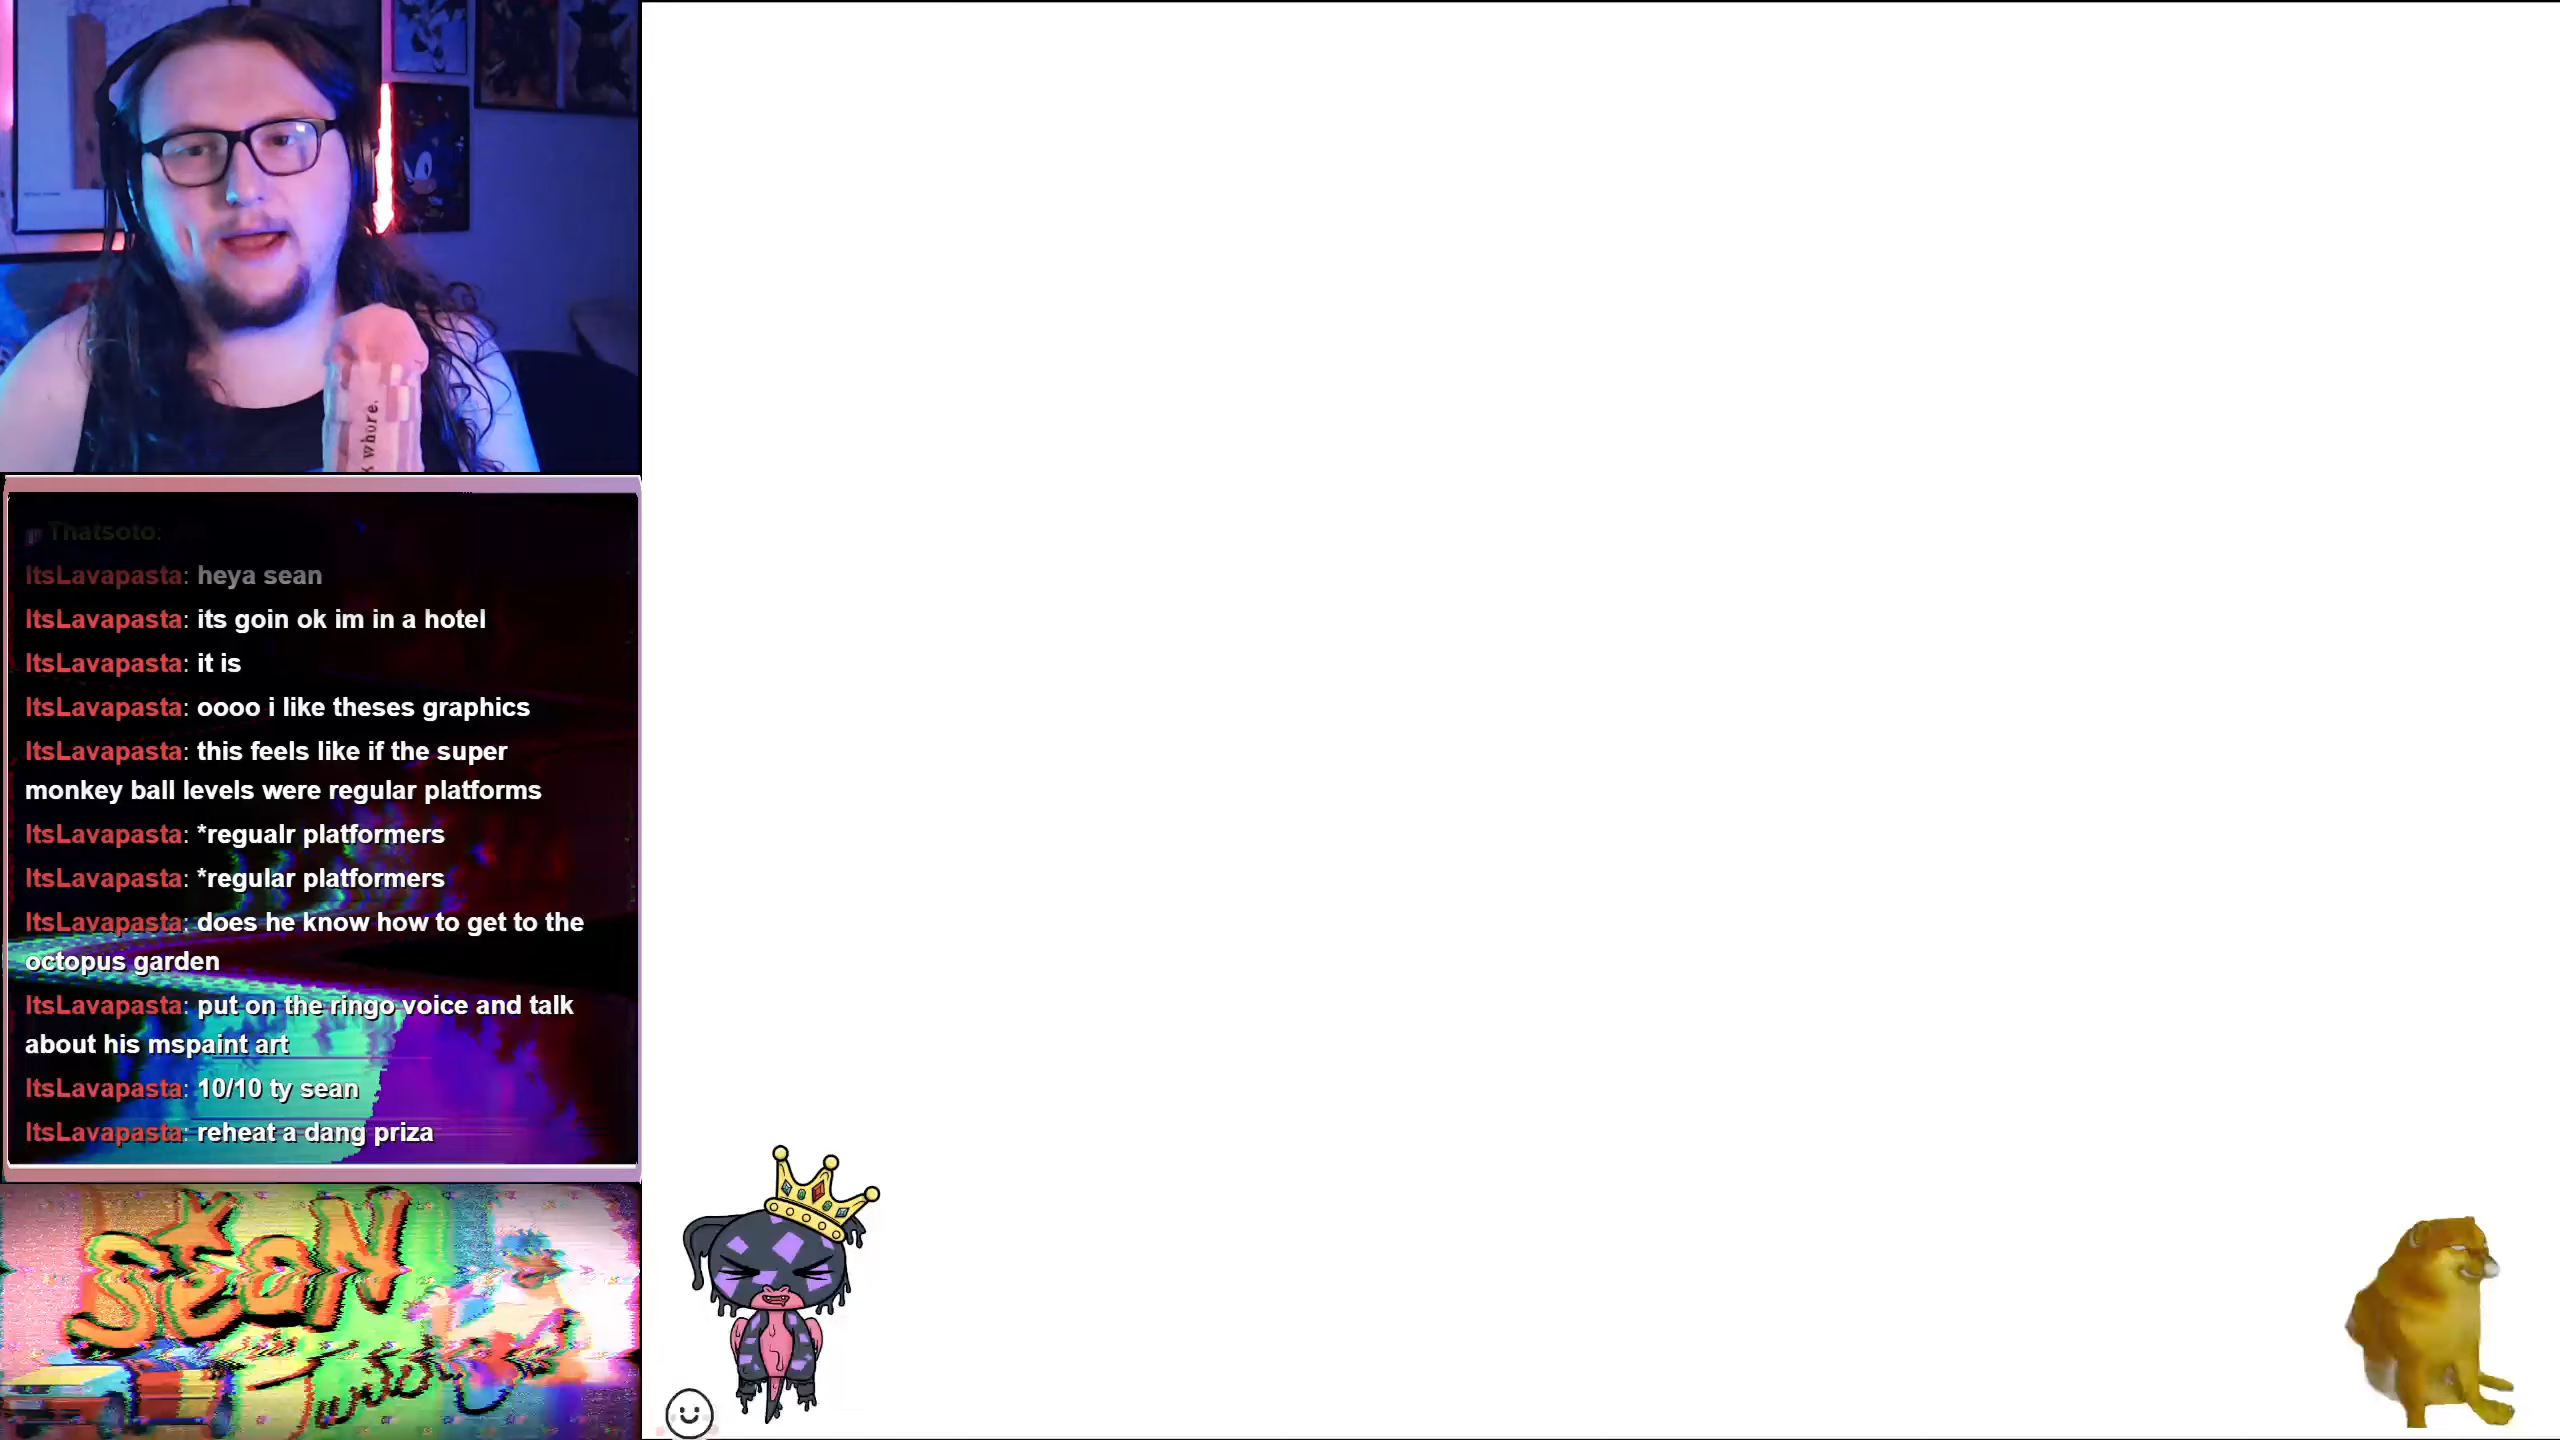 k whore.
Thatsoto:
ItsLavapasta: heya sean
ItsLavapasta: its goin ok im in a hotel
ItsLavapasta: it is
ItsLavapasta: oooo i like theses graphics
ItsLavapasta: this feels like if the super
monkey ball levels were regular platforms
ItsLavapasta: *regualr platformers
ItsLavapasta: *regular platformers
ItsLavapasta: does he know how to get to the
octopus garden
ItsLavapasta: put on the ringo voice and talk
about his mspaint art
ItsLavapasta: 10/10 ty sean
ItsLavapasta: reheat a dang priza
SEAN